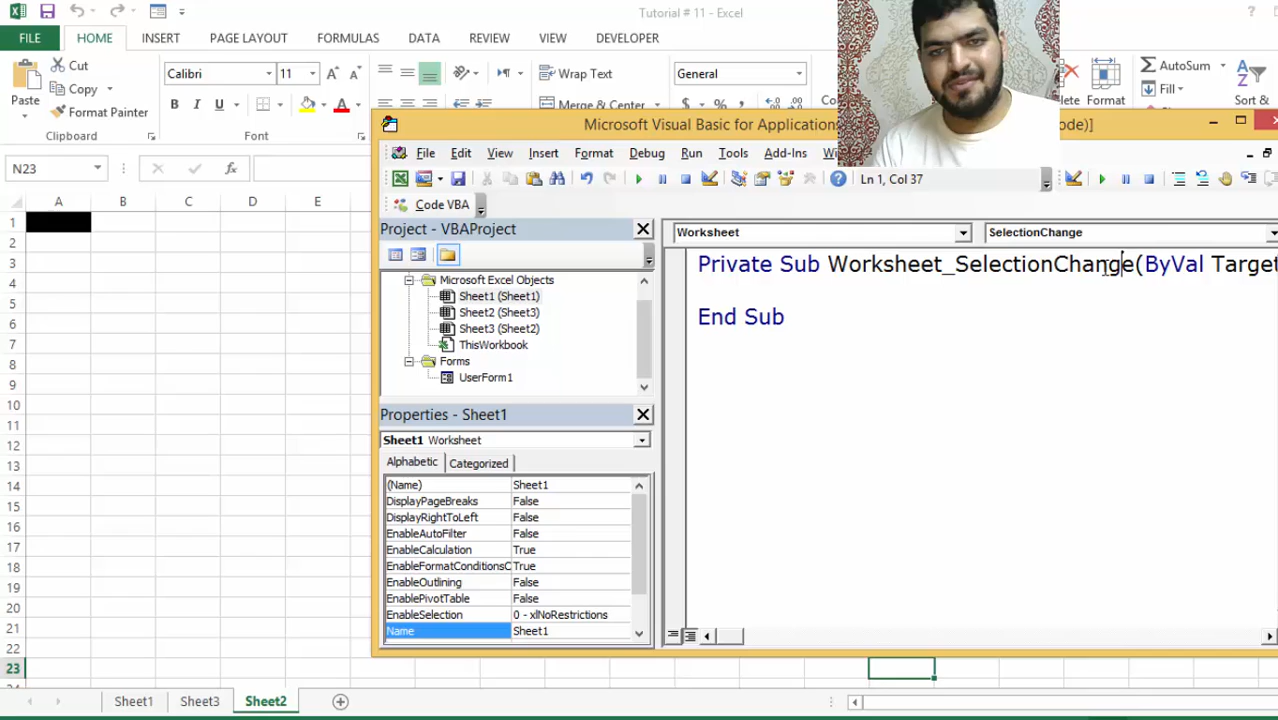 Tutorial # 11 - Excel
FILE HOME INSERT PAGE LAYOUT FORMULAS DATA REVIEW VIEW DEVELOPER
Paste
Cut
Copy
Format Painter
Clipboard
Calibri 11
B I U
Font
Wrap Text
Merge & Center
General
Format
AutoSum
Fill
Sort &
N23
A B C D E
1
2
3
4
5
6
7
8
9
10
11
12
13
14
15
16
17
18
19
20
21
22
23
Microsoft Visual Basic for Application
ode)]
File Edit View Insert Format Debug Run Tools Add-Ins
Ln 1, Col 37
Code VBA
Project - VBAProject
Microsoft Excel Objects
Sheet1 (Sheet1)
Sheet2 (Sheet3)
Sheet3 (Sheet2)
ThisWorkbook
Forms
UserForm1
Properties - Sheet1
Sheet1 Worksheet
Alphabetic Categorized
(Name) Sheet1
DisplayPageBreaks False
DisplayRightToLeft False
EnableAutoFilter False
EnableCalculation True
EnableFormatConditionsC True
EnableOutlining False
EnablePivotTable False
EnableSelection 0 - xlNoRestrictions
Name Sheet1
Worksheet SelectionChange
Private Sub Worksheet_SelectionChange(ByVal Target
End Sub
Sheet1 Sheet3 Sheet2